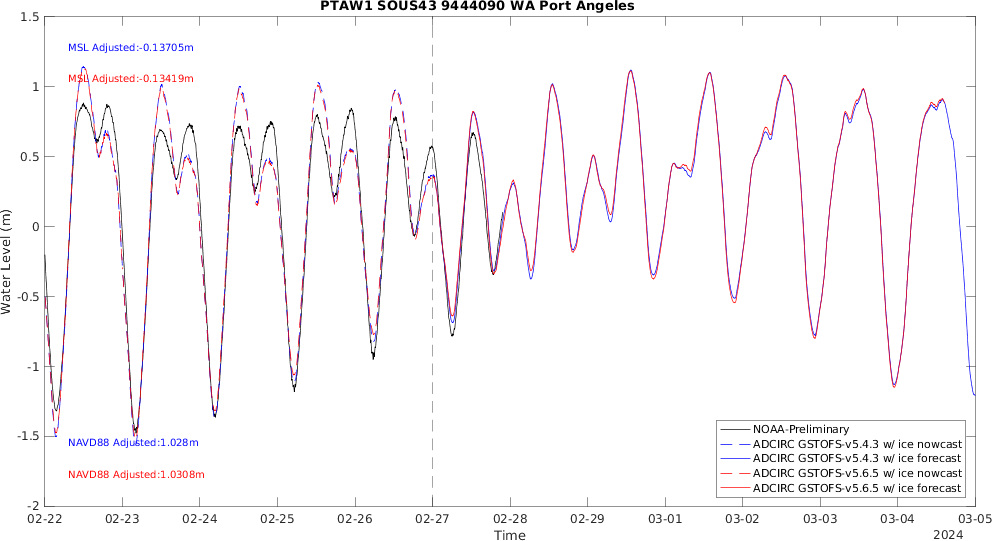 PTAW1 SOUS43 9444090 WA Port Angeles
1.5
1
0.5
0
-0.5
-1
-1.5
-2
Water Level (m)
MSL Adjusted:-0.13705m
MSL Adjusted:-0.13419m
NAVD88 Adjusted:1.028m
NAVD88 Adjusted:1.0308m
NOAA-Preliminary
ADCIRC GSTOFS-v5.4.3 w/ ice nowcast
ADCIRC GSTOFS-v5.4.3 w/ ice forecast
ADCIRC GSTOFS-v5.6.5 w/ ice nowcast
ADCIRC GSTOFS-v5.6.5 w/ ice forecast
02-22 02-23 02-24 02-25 02-26 02-27 02-28 02-29 03-01 03-02 03-03 03-04 03-05
Time
2024